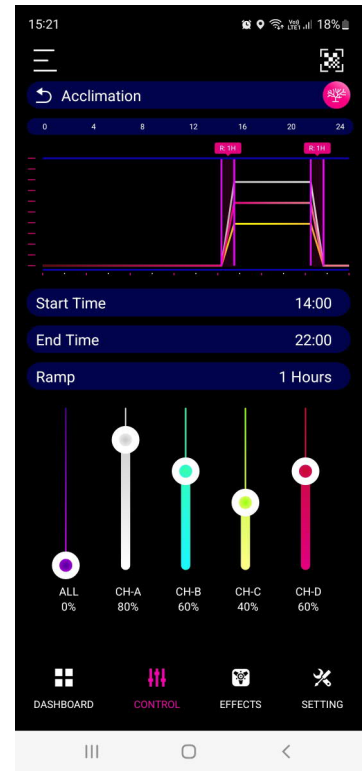 15:21 Vo) LTE1 18%
Acclimation
0 4 8 12 16 20 24
R: 1H R: 1H
Start Time 14:00
End Time 22:00
Ramp 1 Hours
ALL CH-A CH-B CH-C CH-D
0% 80% 60% 40% 60%
DASHBOARD CONTROL EFFECTS SETTING